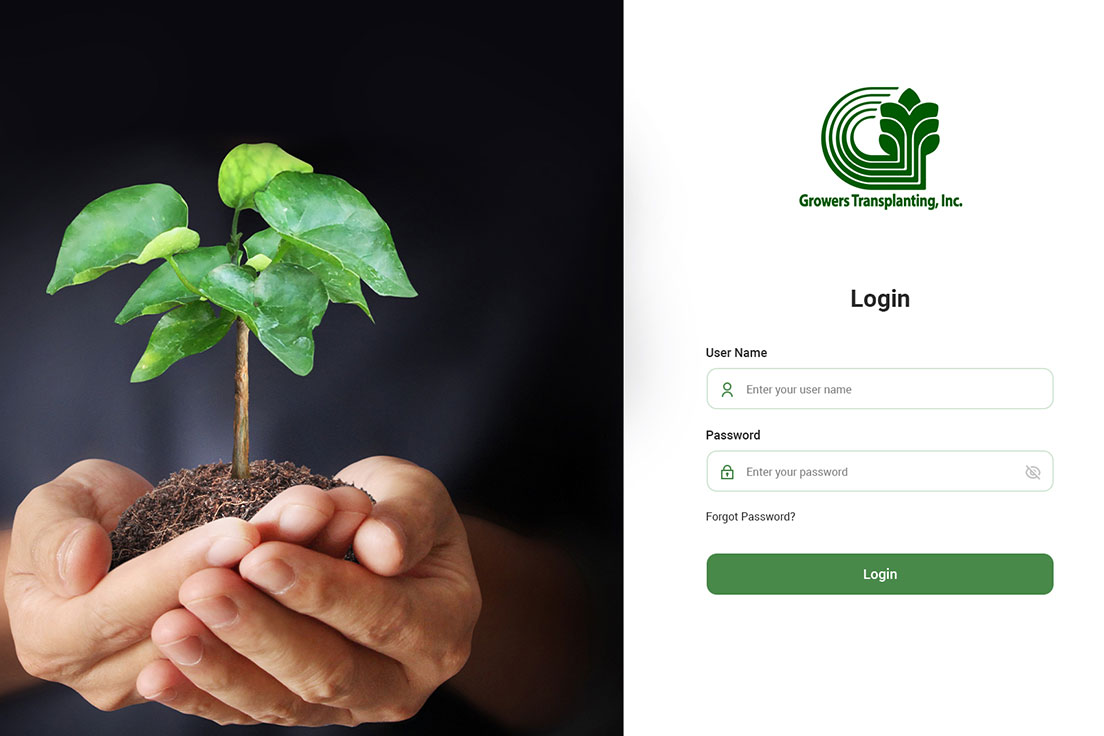 Growers Transplanting, Inc.
Login
User Name
Enter your user name
Password
Enter your password
Forgot Password?
Login